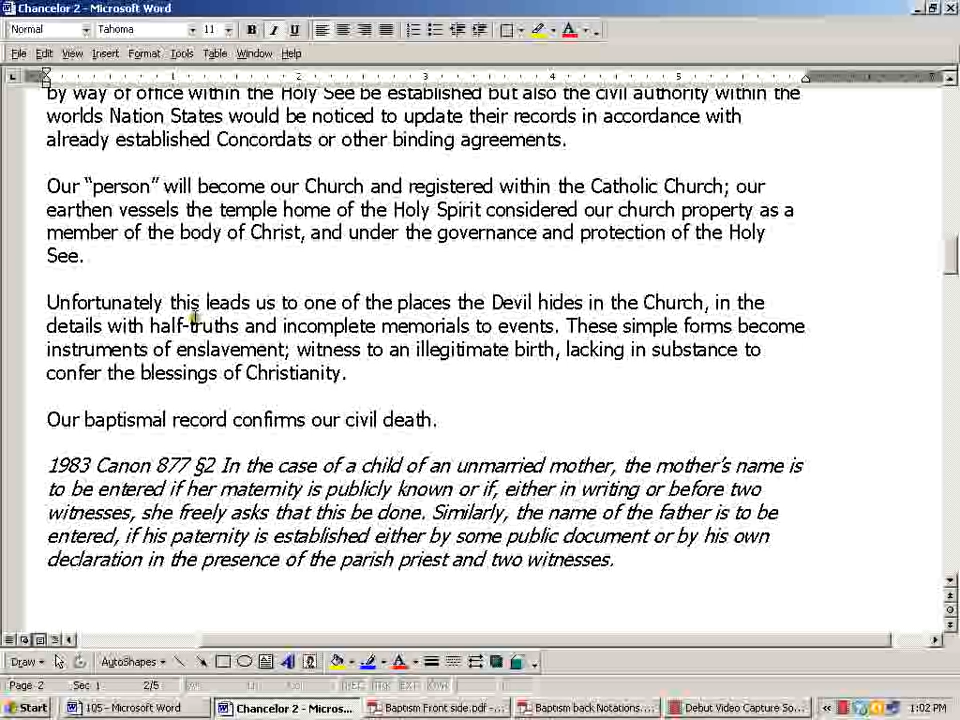 Chancelor 2 - Microsoft Word
Normal Tahoma 11 B I U
File Edit View Insert Format Tools Table Window Help
1 2 3 4 5 7
by way of office within the Holy See be established but also the civil authority within the
worlds Nation States would be noticed to update their records in accordance with
already established Concordats or other binding agreements.
Our “person” will become our Church and registered within the Catholic Church; our
earthen vessels the temple home of the Holy Spirit considered our church property as a
member of the body of Christ, and under the governance and protection of the Holy
See.
Unfortunately this leads us to one of the places the Devil hides in the Church, in the
details with half-truths and incomplete memorials to events. These simple forms become
instruments of enslavement; witness to an illegitimate birth, lacking in substance to
confer the blessings of Christianity.
Our baptismal record confirms our civil death.
1983 Canon 877 §2 In the case of a child of an unmarried mother, the mother’s name is
to be entered if her maternity is publicly known or if, either in writing or before two
witnesses, she freely asks that this be done. Similarly, the name of the father is to be
entered, if his paternity is established either by some public document or by his own
declaration in the presence of the parish priest and two witnesses.
Draw AutoShapes
Page 2 Sec 1 2/5
Start 105 - Microsoft Word Chancelor 2 - Micros... Baptism Front side.pdf -... Baptism back Notations.... Debut Video Capture So... « 1:02 PM